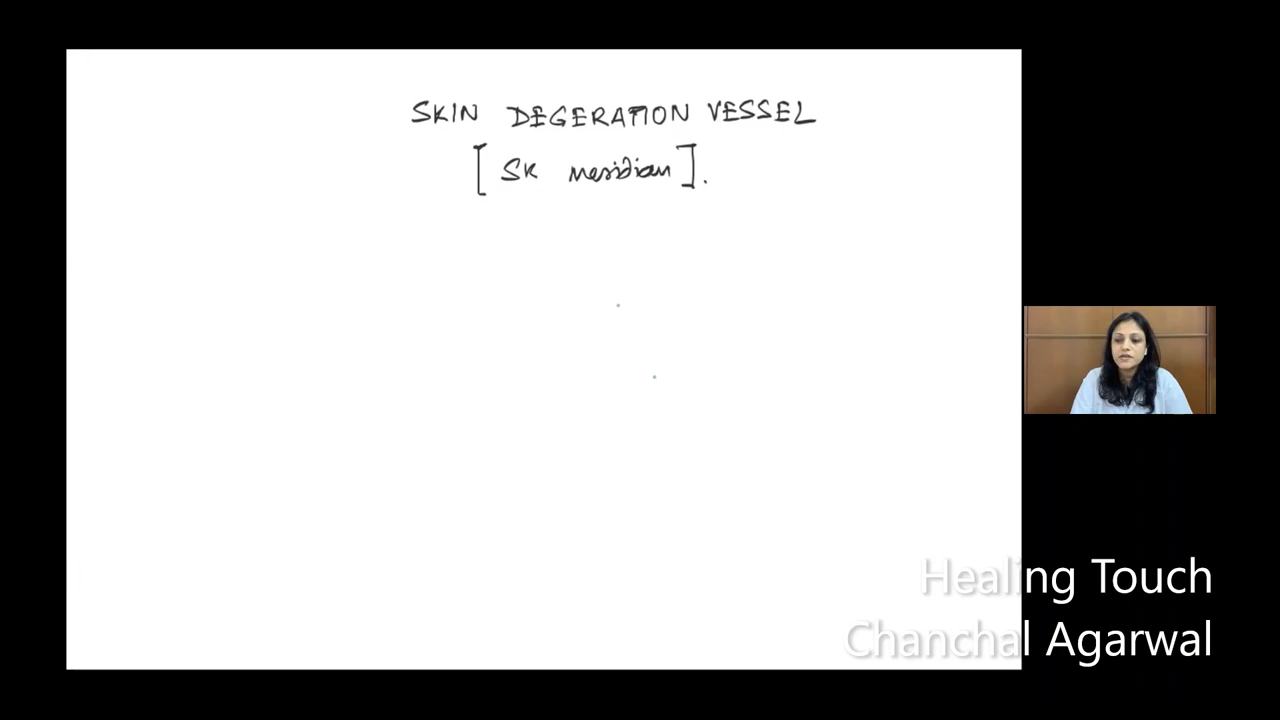 SKIN DEGERATION VESSEL
[SK meridian].
Healing Touch
Chanchal Agarwal